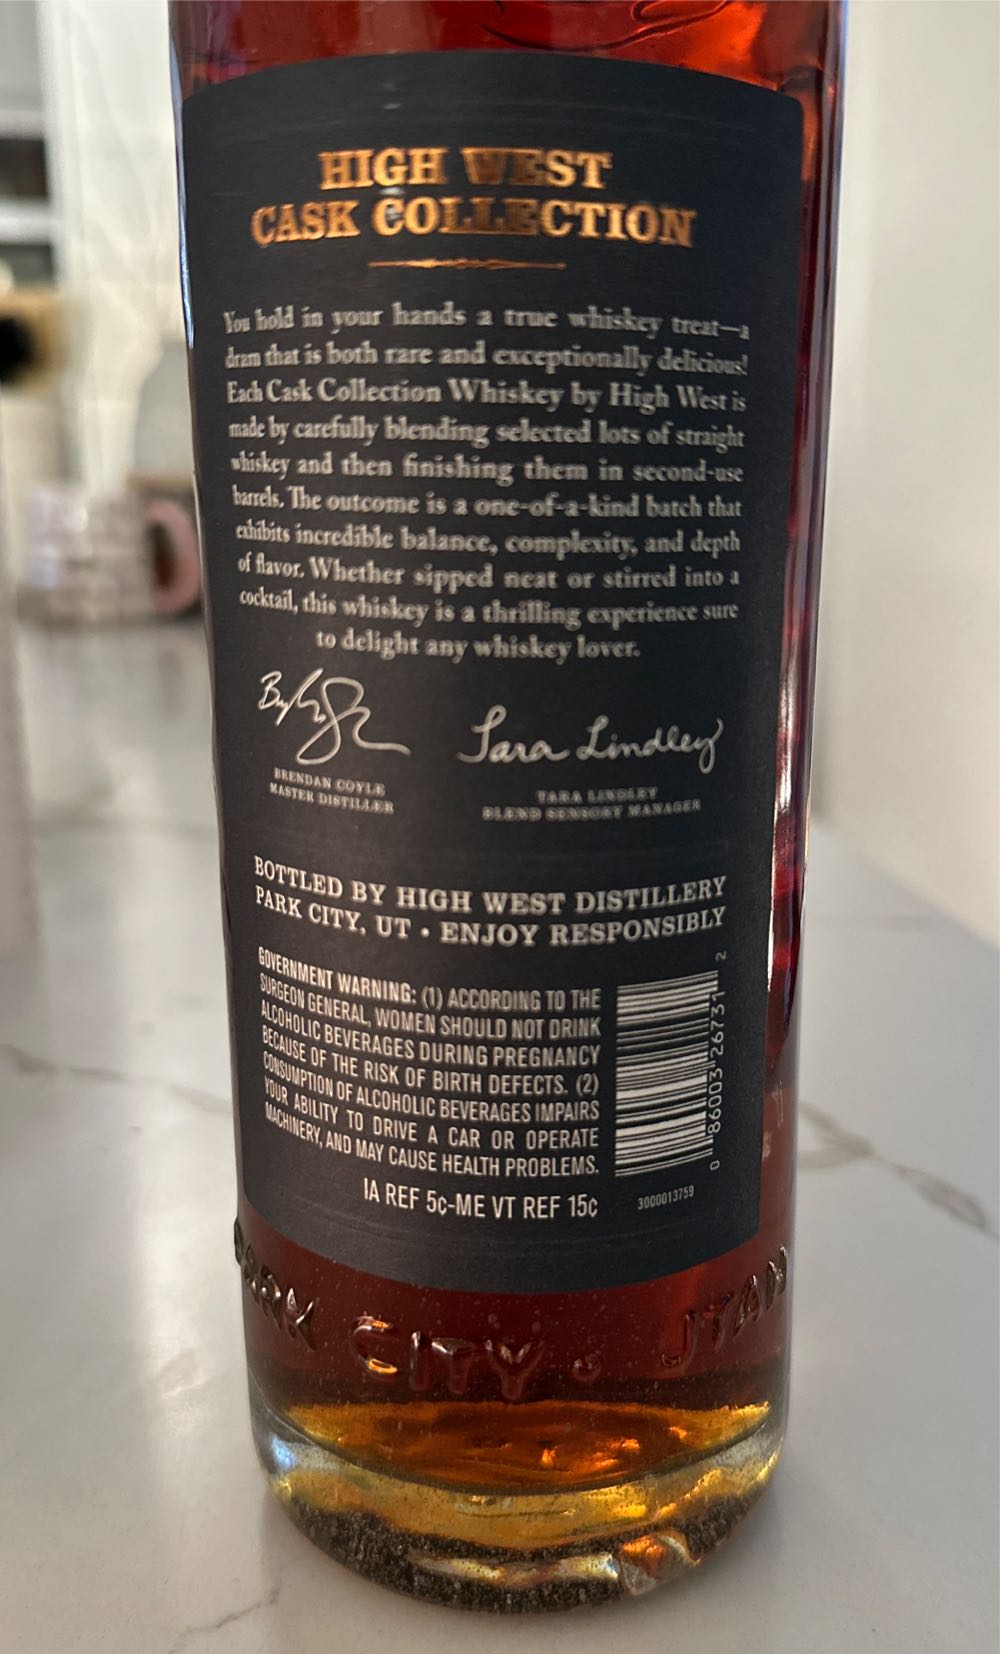 HIGH WEST
CASK COLLECTION
You hold in your hands a true whiskey treat—a
dram that is both rare and exceptionally delicious!
Each Cask Collection Whiskey by High West is
made by carefully blending selected lots of straight
whiskey and then finishing them in second-use
barrels. The outcome is a one-of-a-kind batch that
exhibits incredible balance, complexity, and depth
of flavor. Whether sipped neat or stirred into a
cocktail, this whiskey is a thrilling experience sure
to delight any whiskey lover.
Tara Lindley
BRENDAN COYLE
MASTER DISTILLER
TARA LINDLEY
BLEND SENSORY MANAGER
BOTTLED BY HIGH WEST DISTILLERY
PARK CITY, UT • ENJOY RESPONSIBLY
GOVERNMENT WARNING: (1) ACCORDING TO THE
SURGEON GENERAL, WOMEN SHOULD NOT DRINK
ALCOHOLIC BEVERAGES DURING PREGNANCY
BECAUSE OF THE RISK OF BIRTH DEFECTS. (2)
CONSUMPTION OF ALCOHOLIC BEVERAGES IMPAIRS
YOUR ABILITY TO DRIVE A CAR OR OPERATE
MACHINERY, AND MAY CAUSE HEALTH PROBLEMS.
IA REF 5¢-ME VT REF 15¢
0 86003 26731 2
3000013759
PARK CITY • UTAH